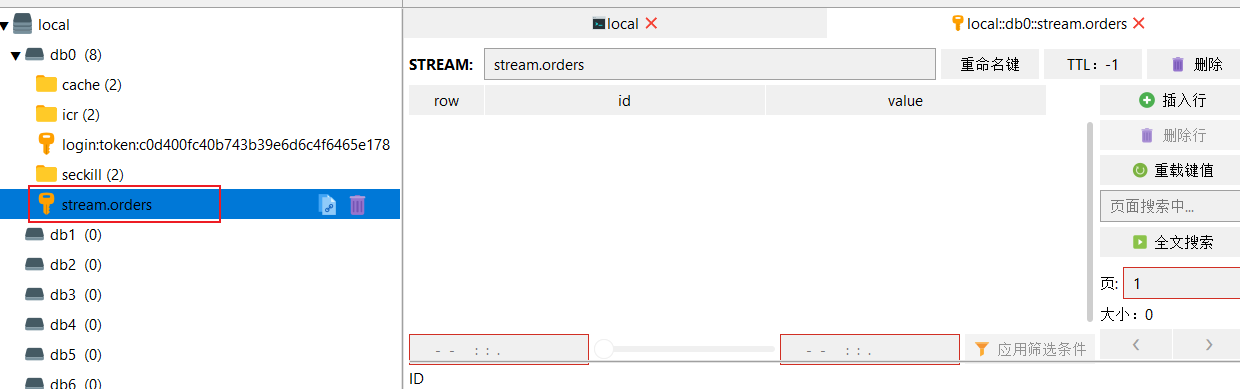 local
db0 (8)
cache (2)
icr (2)
login:token:c0d400fc40b743b39e6d6c4f6465e178
seckill (2)
stream.orders
db1 (0)
db2 (0)
db3 (0)
db4 (0)
db5 (0)
db6 (0)
local
local::db0::stream.orders
STREAM: stream.orders 重命名键 TTL：-1 删除
row id value
插入行
删除行
重载键值
页面搜索中...
全文搜索
页: 1
大小：0
- - : : . - - : : . 应用筛选条件
ID